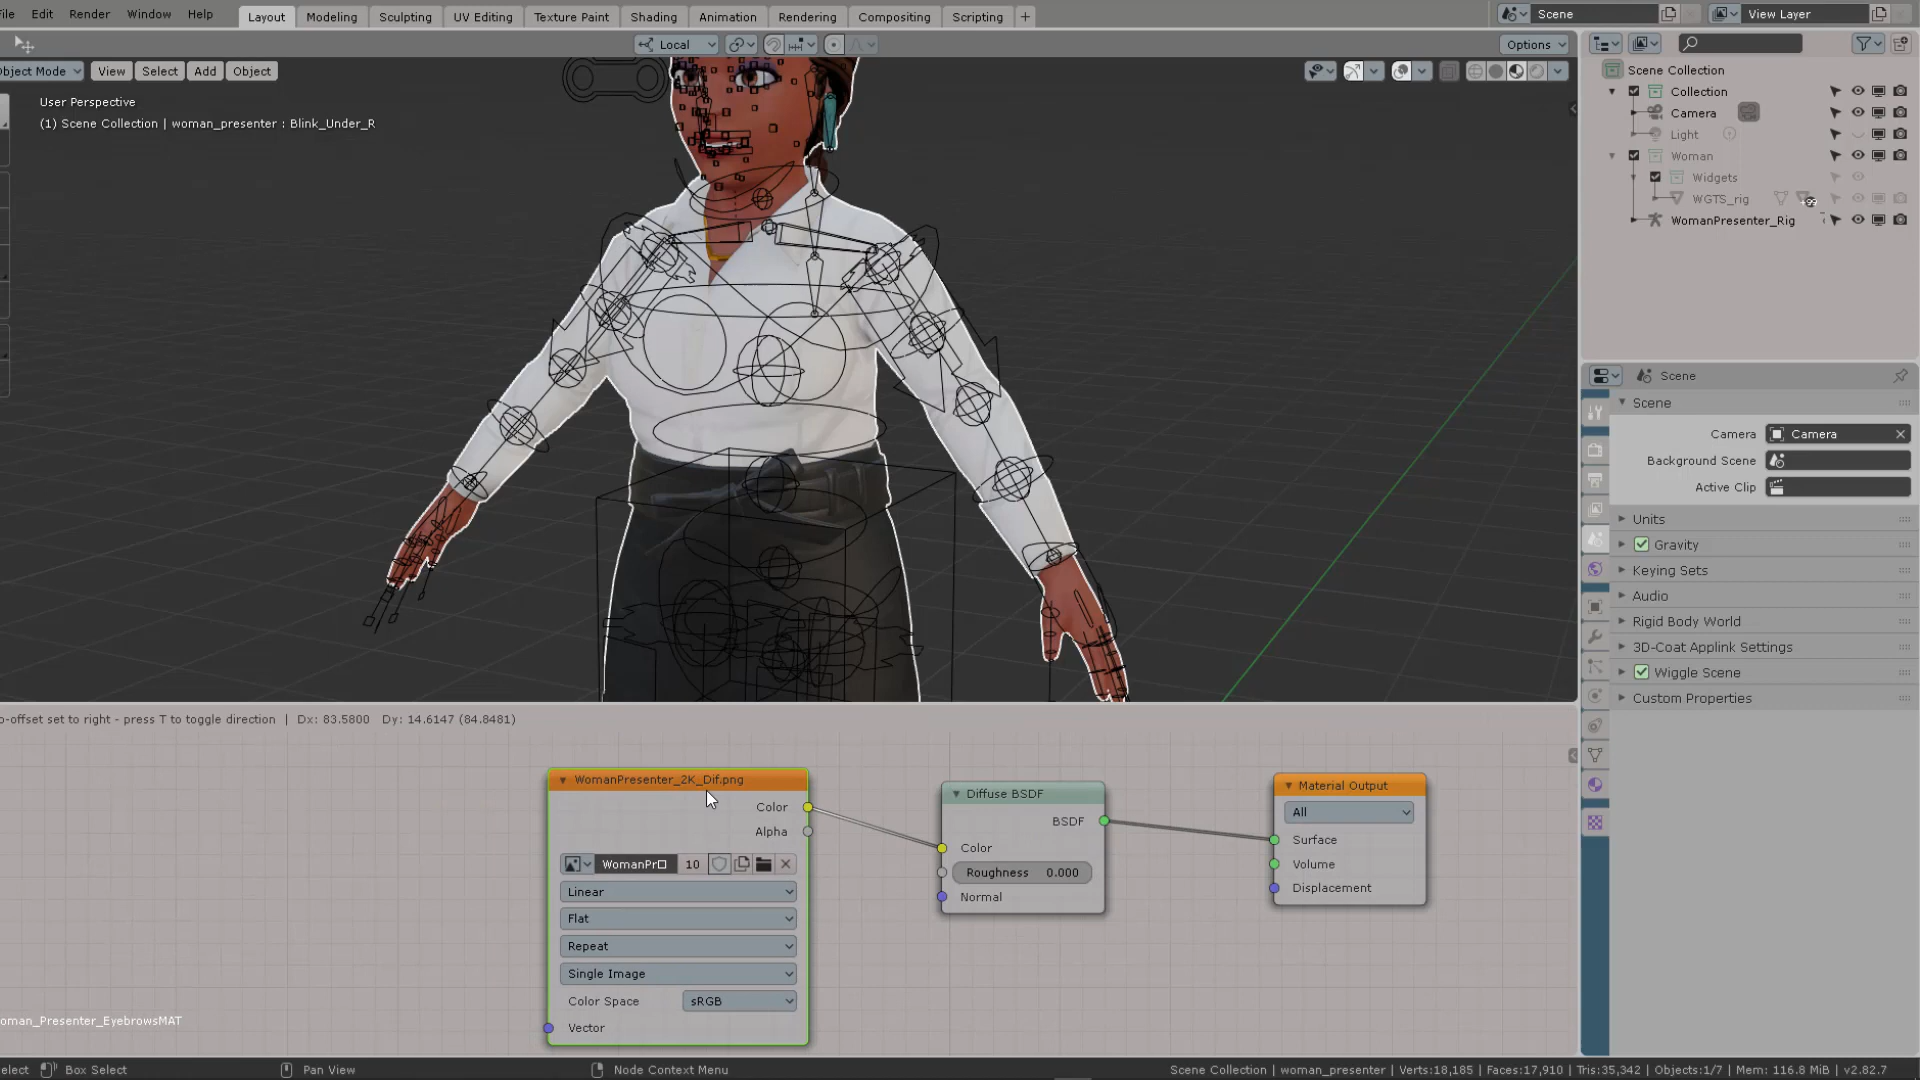 File Edit Render Window Help Layout Modeling Sculpting UV Editing Texture Paint Shading Animation Rendering Compositing Scripting + Scene View Layer
Local Options
Object Mode View Select Add Object
User Perspective
(1) Scene Collection | woman_presenter : Blink_Under_R
Scene Collection
Collection
Camera
Light
Woman
Widgets
WGTS_rig
WomanPresenter_Rig
Scene
Scene
Camera Camera
Background Scene
Active Clip
Units
Gravity
Keying Sets
Audio
Rigid Body World
3D-Coat Applink Settings
Wiggle Scene
Custom Properties
o-offset set to right - press T to toggle direction | Dx: 83.5800 Dy: 14.6147 (84.8481)
WomanPresenter_2K_Dif.png
Color
Alpha
WomanPr 10
Linear
Flat
Repeat
Single Image
Color Space sRGB
Vector
Diffuse BSDF
BSDF
Color
Roughness 0.000
Normal
Material Output
All
Surface
Volume
Displacement
oman_Presenter_EyebrowsMAT
elect Box Select Pan View Node Context Menu Scene Collection | woman_presenter | Verts:18,185 | Faces:17,910 | Tris:35,342 | Objects:1/7 | Mem: 116.8 MiB | v2.82.7